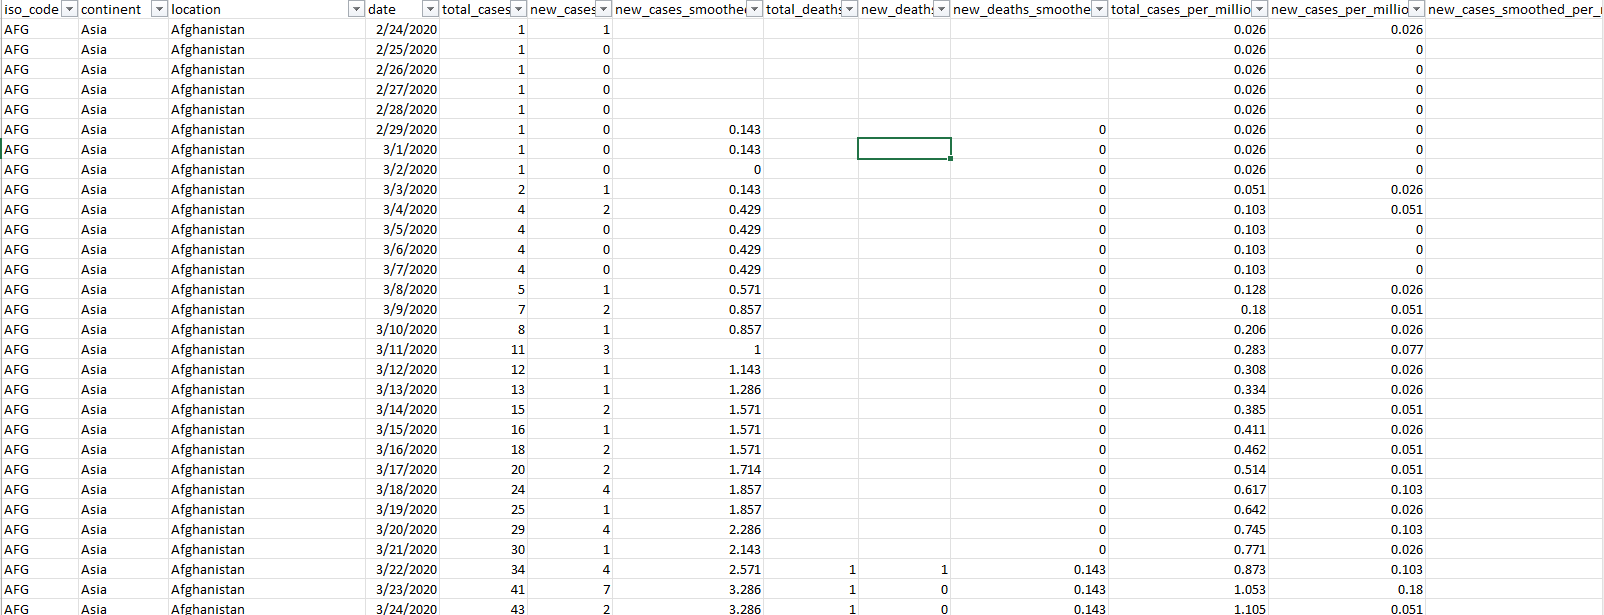 iso_code continent location date total_cases new_cases new_cases_smoothe total_deaths new_deaths new_deaths_smoothe total_cases_per_millio new_cases_per_millio new_cases_smoothed_per_
AFG Asia Afghanistan 2/24/2020 1 1 0.026 0.026
AFG Asia Afghanistan 2/25/2020 1 0 0.026 0
AFG Asia Afghanistan 2/26/2020 1 0 0.026 0
AFG Asia Afghanistan 2/27/2020 1 0 0.026 0
AFG Asia Afghanistan 2/28/2020 1 0 0.026 0
AFG Asia Afghanistan 2/29/2020 1 0 0.143 0 0.026 0
AFG Asia Afghanistan 3/1/2020 1 0 0.143 0 0.026 0
AFG Asia Afghanistan 3/2/2020 1 0 0 0 0.026 0
AFG Asia Afghanistan 3/3/2020 2 1 0.143 0 0.051 0.026
AFG Asia Afghanistan 3/4/2020 4 2 0.429 0 0.103 0.051
AFG Asia Afghanistan 3/5/2020 4 0 0.429 0 0.103 0
AFG Asia Afghanistan 3/6/2020 4 0 0.429 0 0.103 0
AFG Asia Afghanistan 3/7/2020 4 0 0.429 0 0.103 0
AFG Asia Afghanistan 3/8/2020 5 1 0.571 0 0.128 0.026
AFG Asia Afghanistan 3/9/2020 7 2 0.857 0 0.18 0.051
AFG Asia Afghanistan 3/10/2020 8 1 0.857 0 0.206 0.026
AFG Asia Afghanistan 3/11/2020 11 3 1 0 0.283 0.077
AFG Asia Afghanistan 3/12/2020 12 1 1.143 0 0.308 0.026
AFG Asia Afghanistan 3/13/2020 13 1 1.286 0 0.334 0.026
AFG Asia Afghanistan 3/14/2020 15 2 1.571 0 0.385 0.051
AFG Asia Afghanistan 3/15/2020 16 1 1.571 0 0.411 0.026
AFG Asia Afghanistan 3/16/2020 18 2 1.571 0 0.462 0.051
AFG Asia Afghanistan 3/17/2020 20 2 1.714 0 0.514 0.051
AFG Asia Afghanistan 3/18/2020 24 4 1.857 0 0.617 0.103
AFG Asia Afghanistan 3/19/2020 25 1 1.857 0 0.642 0.026
AFG Asia Afghanistan 3/20/2020 29 4 2.286 0 0.745 0.103
AFG Asia Afghanistan 3/21/2020 30 1 2.143 0 0.771 0.026
AFG Asia Afghanistan 3/22/2020 34 4 2.571 1 1 0.143 0.873 0.103
AFG Asia Afghanistan 3/23/2020 41 7 3.286 1 0 0.143 1.053 0.18
AFG Asia Afghanistan 3/24/2020 43 2 3.286 1 0 0.143 1.105 0.051